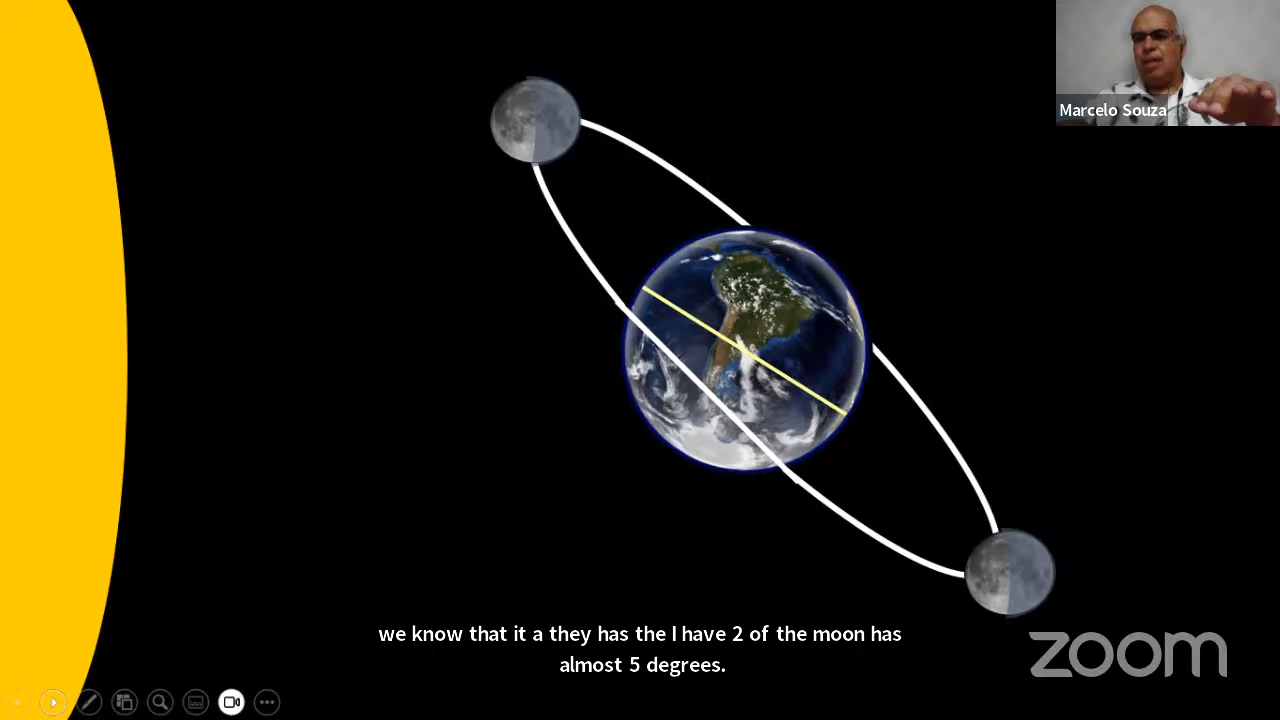 Marcelo Souza
we know that it a they has the I have 2 of the moon has
almost 5 degrees.
zoom